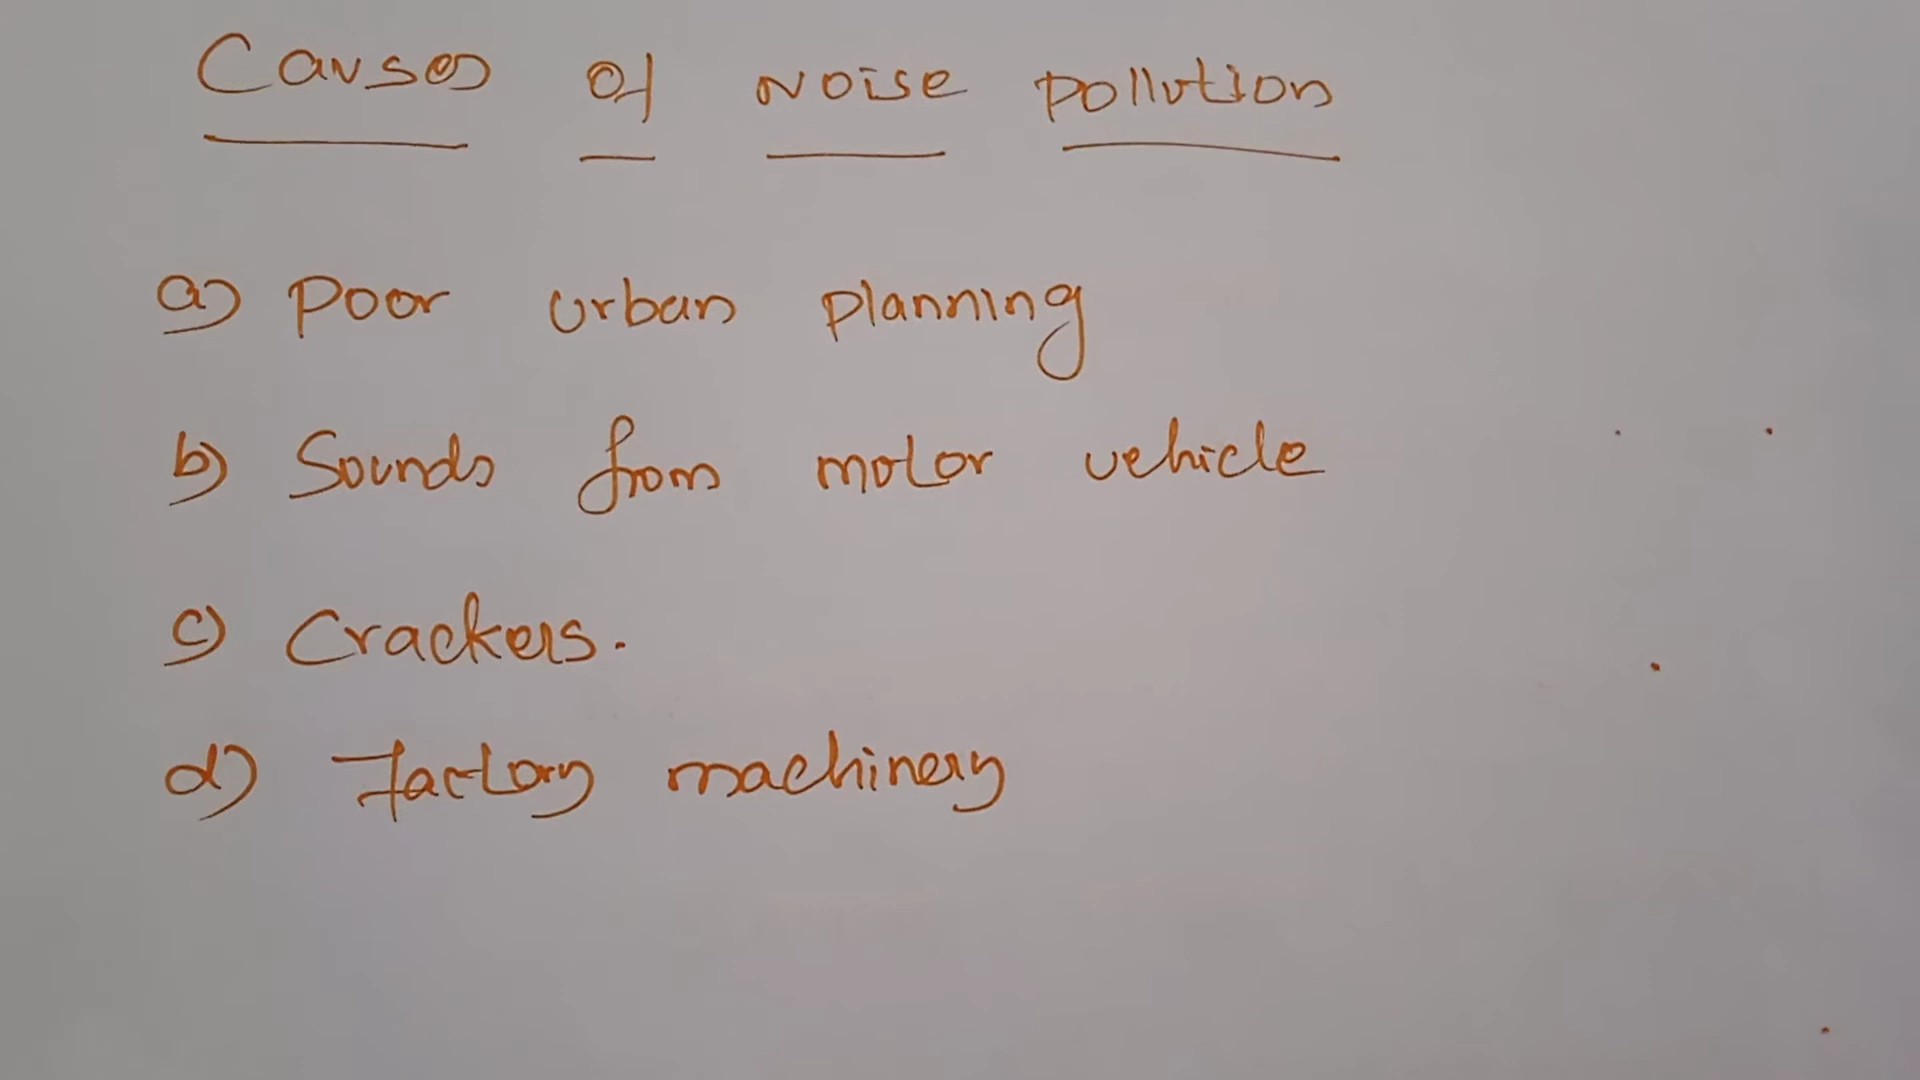 Causes of Noise pollution
a) Poor urban planning
b) Sounds from motor vehicle
c) Crackers.
d) Factory machinery